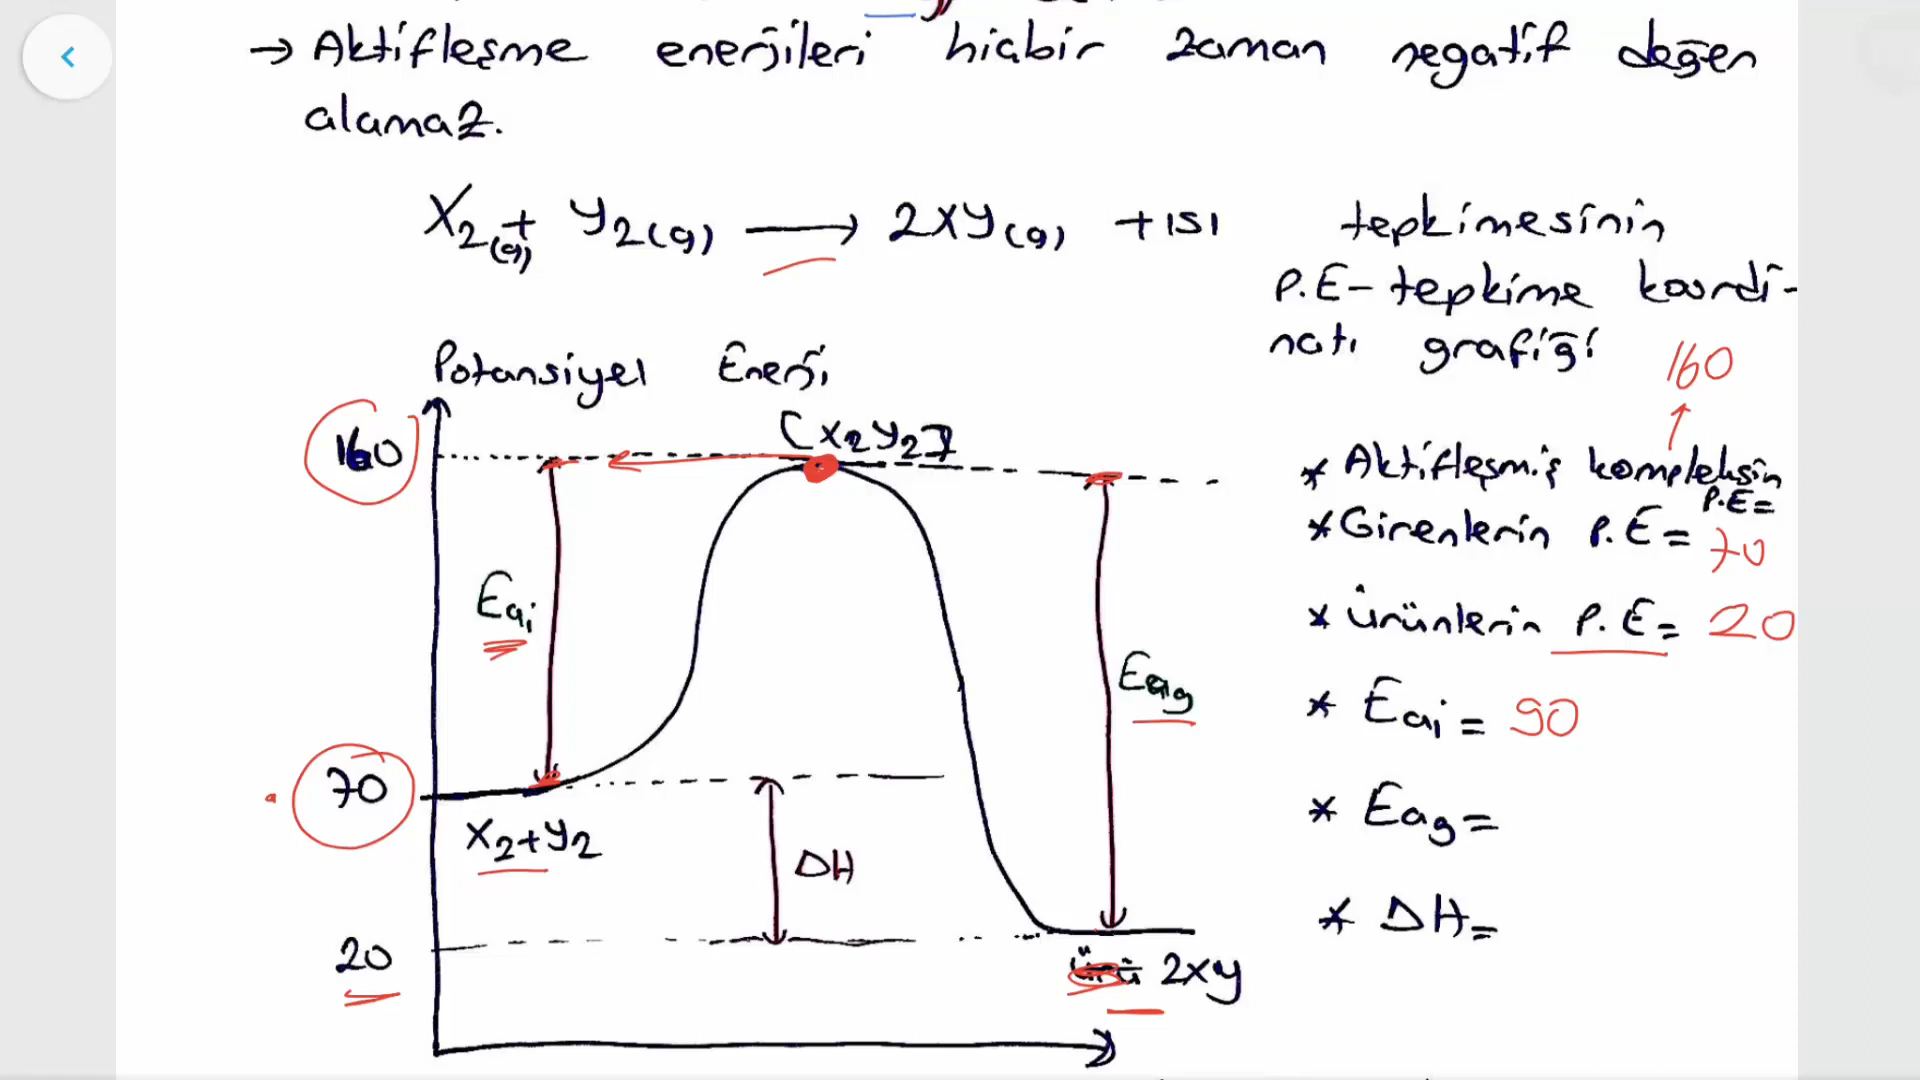 → Aktifleşme enerjileri hiçbir zaman negatif değer
alamaz.
X2(g) + Y2(g) → 2XY(g) + ısı tepkimesinin
P.E - tepkime koordi-
natı grafiği
160
Potansiyel Enerji
160
[X2Y2]
* Aktifleşmiş kompleksin
P.E =
* Girenlerin P.E = 70
Eai
* Ürünlerin P.E = 20
Eag
* Eai = 90
70
* Eag =
X2+Y2
ΔH
* ΔH =
20
2XY